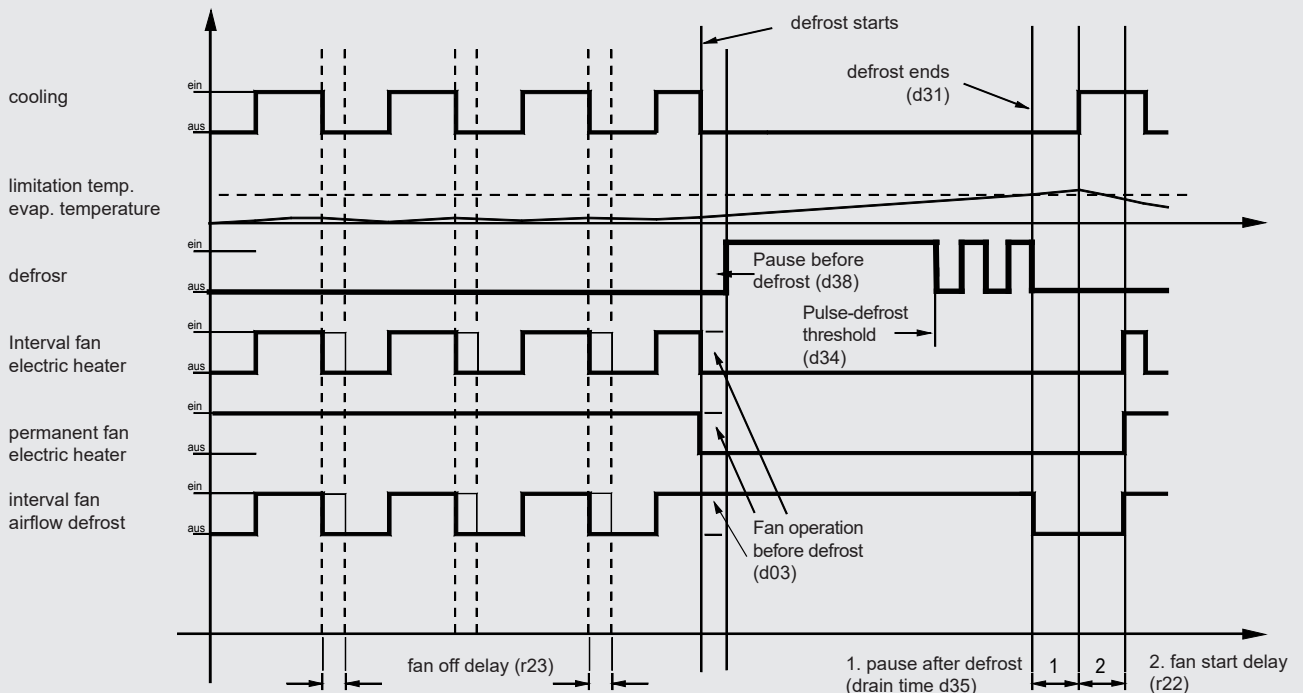 defrost starts
defrost ends
(d31)
cooling
ein
aus
limitation temp.
evap. temperature
defrosr
ein
aus
Pause before
defrost (d38)
Pulse-defrost
threshold
(d34)
Interval fan
electric heater
ein
aus
permanent fan
electric heater
ein
aus
interval fan
airflow defrost
ein
aus
Fan operation
before defrost
(d03)
fan off delay (r23)
1. pause after defrost
(drain time d35)
1
2
2. fan start delay
(r22)